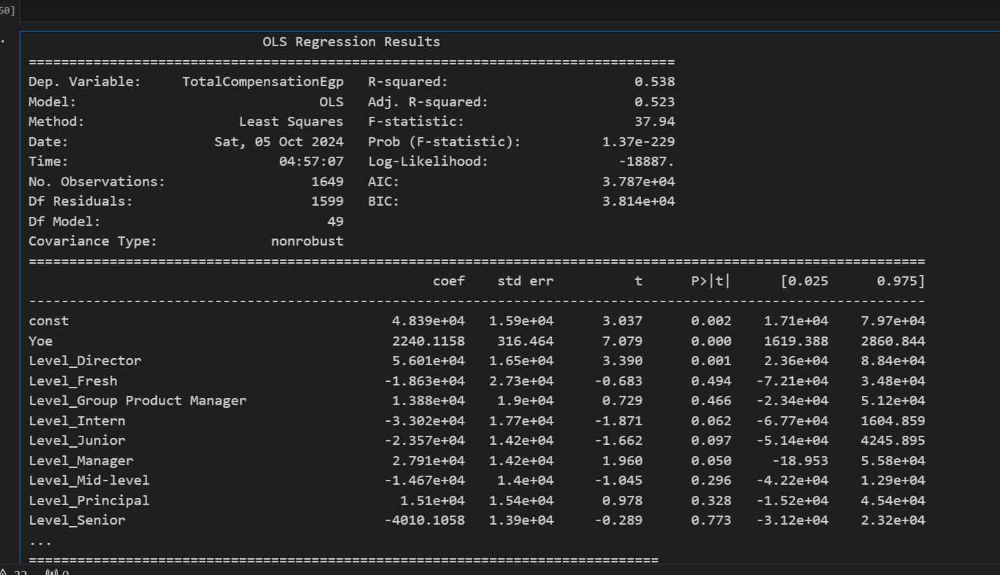 50]
OLS Regression Results
==============================================================================
Dep. Variable: TotalCompensationEgp R-squared: 0.538
Model: OLS Adj. R-squared: 0.523
Method: Least Squares F-statistic: 37.94
Date: Sat, 05 Oct 2024 Prob (F-statistic): 1.37e-229
Time: 04:57:07 Log-Likelihood: -18887.
No. Observations: 1649 AIC: 3.787e+04
Df Residuals: 1599 BIC: 3.814e+04
Df Model: 49
Covariance Type: nonrobust
===============================================================================================================
coef std err t P>|t| [0.025 0.975]
---------------------------------------------------------------------------------------------------------------
const 4.839e+04 1.59e+04 3.037 0.002 1.71e+04 7.97e+04
Yoe 2240.1158 316.464 7.079 0.000 1619.388 2860.844
Level_Director 5.601e+04 1.65e+04 3.390 0.001 2.36e+04 8.84e+04
Level_Fresh -1.863e+04 2.73e+04 -0.683 0.494 -7.21e+04 3.48e+04
Level_Group Product Manager 1.388e+04 1.9e+04 0.729 0.466 -2.34e+04 5.12e+04
Level_Intern -3.302e+04 1.77e+04 -1.871 0.062 -6.77e+04 1604.859
Level_Junior -2.357e+04 1.42e+04 -1.662 0.097 -5.14e+04 4245.895
Level_Manager 2.791e+04 1.42e+04 1.960 0.050 -18.953 5.58e+04
Level_Mid-level -1.467e+04 1.4e+04 -1.045 0.296 -4.22e+04 1.29e+04
Level_Principal 1.51e+04 1.54e+04 0.978 0.328 -1.52e+04 4.54e+04
Level_Senior -4010.1058 1.39e+04 -0.289 0.773 -3.12e+04 2.32e+04
...
==============================================================================